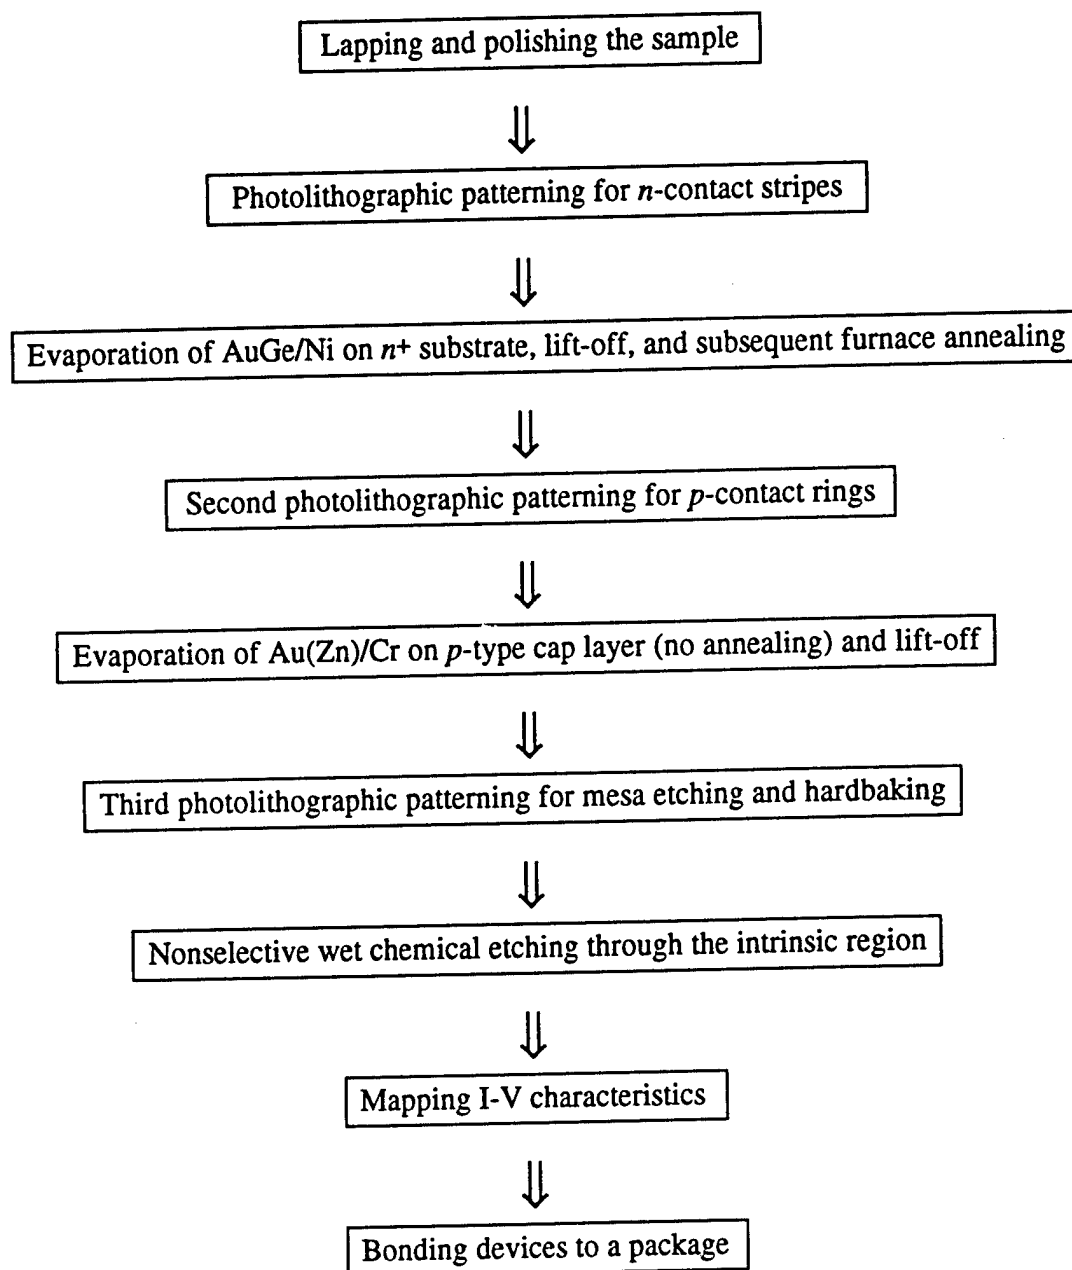 Lapping and polishing the sample
Photolithographic patterning for n-contact stripes
Evaporation of AuGe/Ni on n+ substrate, lift-off, and subsequent furnace annealing
Second photolithographic patterning for p-contact rings
Evaporation of Au(Zn)/Cr on p-type cap layer (no annealing) and lift-off
Third photolithographic patterning for mesa etching and hardbaking
Nonselective wet chemical etching through the intrinsic region
Mapping I-V characteristics
Bonding devices to a package